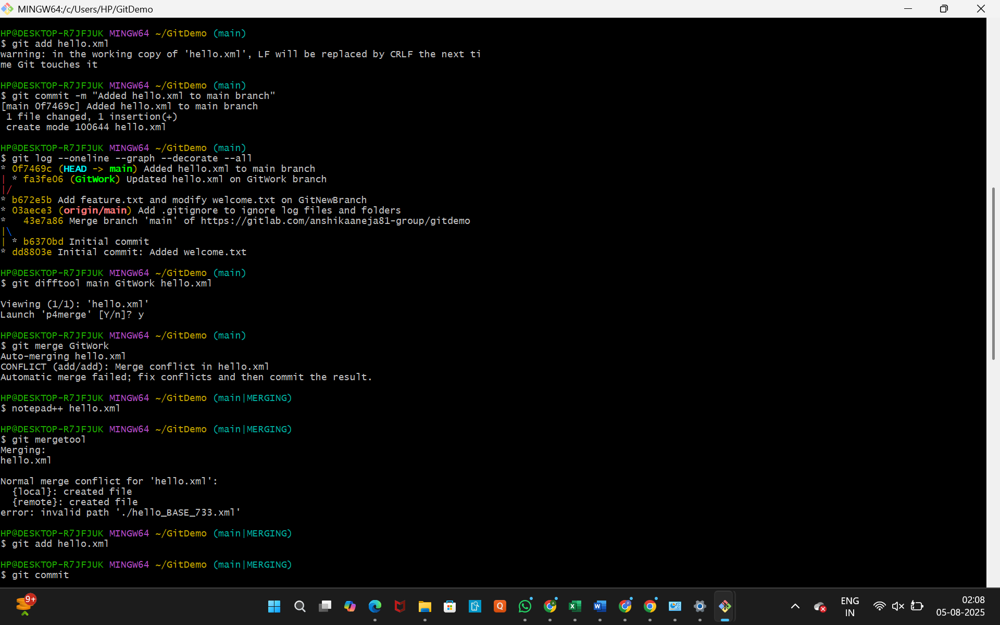 MINGW64:/c/Users/HP/GitDemo
HP@DESKTOP-R7JFJUK MINGW64 ~/GitDemo (main)
$ git add hello.xml
warning: in the working copy of 'hello.xml', LF will be replaced by CRLF the next ti
me Git touches it
HP@DESKTOP-R7JFJUK MINGW64 ~/GitDemo (main)
$ git commit -m "Added hello.xml to main branch"
[main 0f7469c] Added hello.xml to main branch
 1 file changed, 1 insertion(+)
 create mode 100644 hello.xml
HP@DESKTOP-R7JFJUK MINGW64 ~/GitDemo (main)
$ git log --oneline --graph --decorate --all
* 0f7469c (HEAD -> main) Added hello.xml to main branch
| * fa3fe06 (GitWork) Updated hello.xml on GitWork branch
|/
* b672e5b Add feature.txt and modify welcome.txt on GitNewBranch
* 03aece3 (origin/main) Add .gitignore to ignore log files and folders
*   43e7a86 Merge branch 'main' of https://gitlab.com/anshikaaneja81-group/gitdemo
|\
| * b6370bd Initial commit
* dd8803e Initial commit: Added welcome.txt
HP@DESKTOP-R7JFJUK MINGW64 ~/GitDemo (main)
$ git difftool main GitWork hello.xml
Viewing (1/1): 'hello.xml'
Launch 'p4merge' [Y/n]? y
HP@DESKTOP-R7JFJUK MINGW64 ~/GitDemo (main)
$ git merge GitWork
Auto-merging hello.xml
CONFLICT (add/add): Merge conflict in hello.xml
Automatic merge failed; fix conflicts and then commit the result.
HP@DESKTOP-R7JFJUK MINGW64 ~/GitDemo (main|MERGING)
$ notepad++ hello.xml
HP@DESKTOP-R7JFJUK MINGW64 ~/GitDemo (main|MERGING)
$ git mergetool
Merging:
hello.xml
Normal merge conflict for 'hello.xml':
  {local}: created file
  {remote}: created file
error: invalid path './hello_BASE_733.xml'
HP@DESKTOP-R7JFJUK MINGW64 ~/GitDemo (main|MERGING)
$ git add hello.xml
HP@DESKTOP-R7JFJUK MINGW64 ~/GitDemo (main|MERGING)
$ git commit
9+
ENG
IN
02:08
05-08-2025